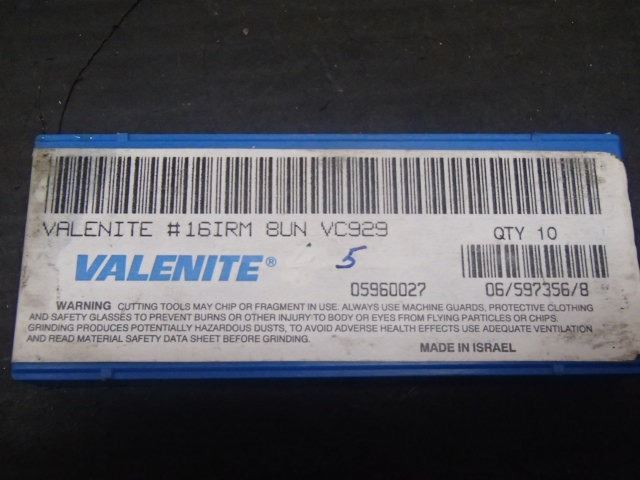 VALENITE #16IRM 8UN VC929
QTY 10
VALENITE®
5
05960027
06/597356/8
WARNING CUTTING TOOLS MAY CHIP OR FRAGMENT IN USE. ALWAYS USE MACHINE GUARDS, PROTECTIVE CLOTHING
AND SAFETY GLASSES TO PREVENT BURNS OR OTHER INJURY TO BODY OR EYES FROM FLYING PARTICLES OR CHIPS.
GRINDING PRODUCES POTENTIALLY HAZARDOUS DUSTS, TO AVOID ADVERSE HEALTH EFFECTS USE ADEQUATE VENTILATION
AND READ MATERIAL SAFETY DATA SHEET BEFORE GRINDING.
MADE IN ISRAEL